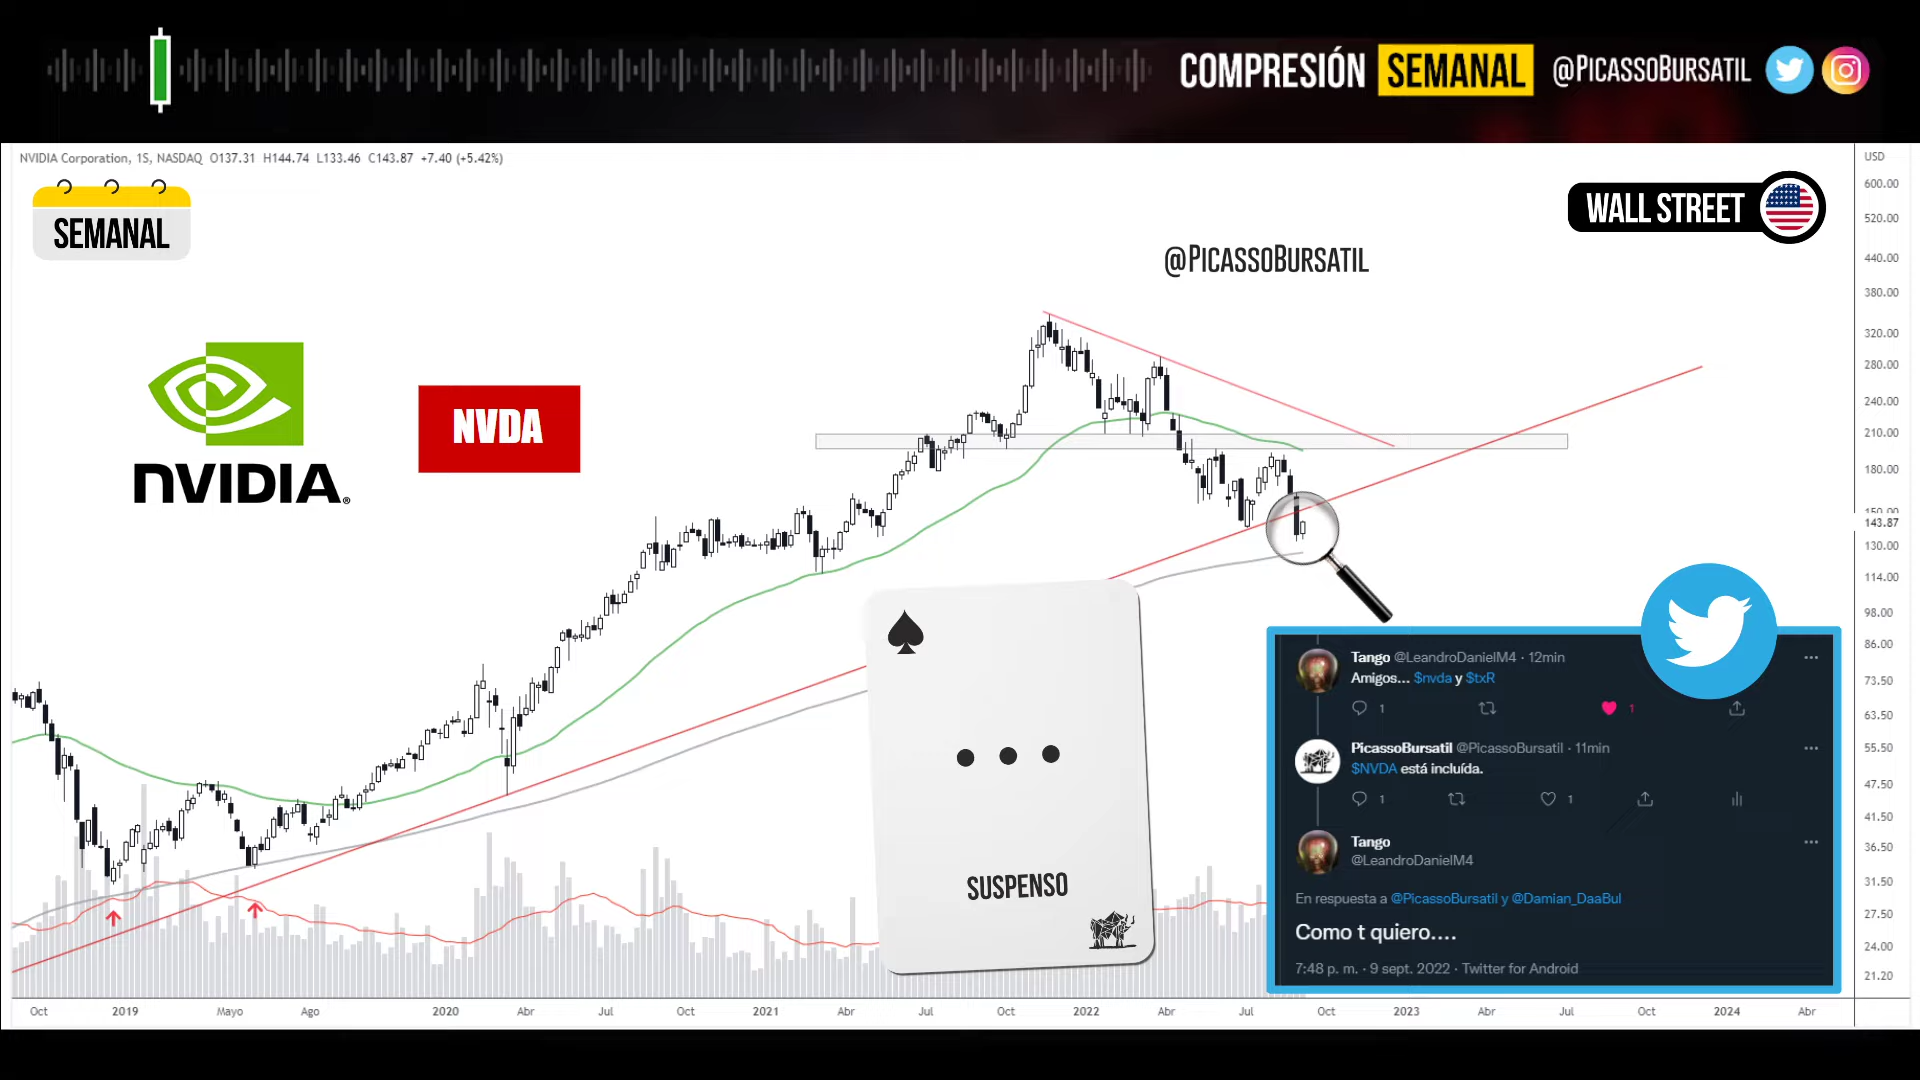 COMPRESIÓN SEMANAL @PICASSOBURSATIL
NVIDIA Corporation, 1S, NASDAQ O137.31 H144.74 L133.46 C143.87 +7.40 (+5.42%)
SEMANAL
WALL STREET
@PICASSOBURSATIL
NVIDIA®
NVDA
USD
600.00
520.00
440.00
380.00
320.00
280.00
240.00
210.00
180.00
150.00
143.87
130.00
114.00
98.00
86.00
73.50
63.50
55.50
47.50
41.50
36.50
31.50
27.50
24.00
21.20
SUSPENSO
Tango @LeandroDanielM4 · 12min
Amigos... $nvda y $txR
1 1
PicassoBursatil @PicassoBursatil · 11min
$NVDA está incluída.
1 1
Tango
@LeandroDanielM4
En respuesta a @PicassoBursatil y @Damian_DaaBul
Como t quiero....
7:48 p. m. · 9 sept. 2022 · Twitter for Android
Oct 2019 Mayo Ago 2020 Abr Jul Oct 2021 Abr Jul Oct 2022 Abr Jul Oct 2023 Abr Jul Oct 2024 Abr